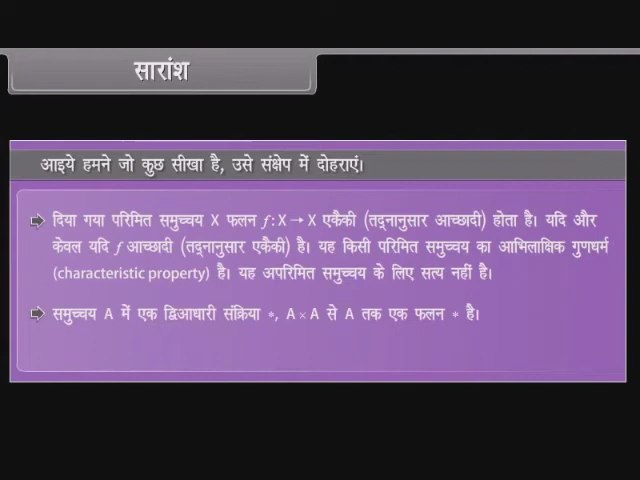 सारांश
आइये हमने जो कुछ सीखा है, उसे संक्षेप में दोहराएं।
दिया गया परिमित समुच्चय X फलन f:X→X एकैकी (तद्नानुसार आच्छादी) होता है। यदि और
केवल यदि f आच्छादी (तद्नानुसार एकैकी) है। यह किसी परिमित समुच्चय का आभिलाक्षिक गुणधर्म
(characteristic property) है। यह अपरिमित समुच्चय के लिए सत्य नहीं है।
समुच्चय A में एक द्विआधारी संक्रिया *, A×A से A तक एक फलन * है।